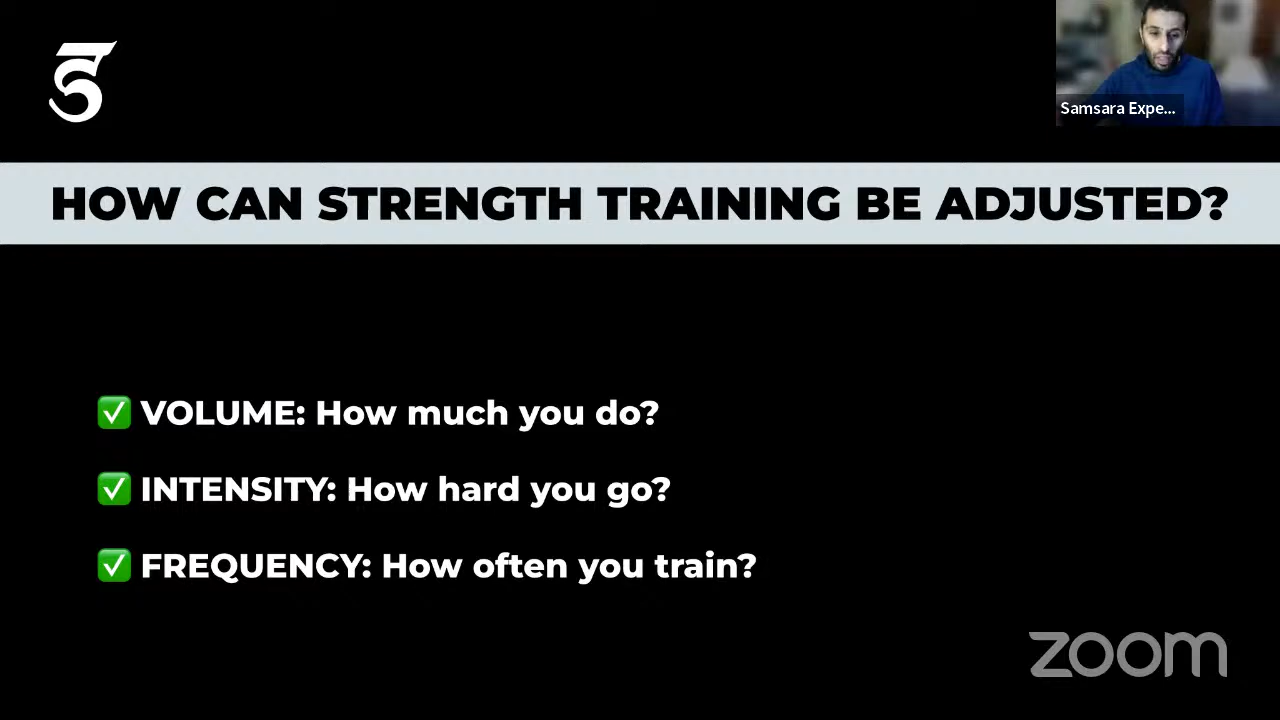 Samsara Expe...
HOW CAN STRENGTH TRAINING BE ADJUSTED?
✅ VOLUME: How much you do?
✅ INTENSITY: How hard you go?
✅ FREQUENCY: How often you train?
zoom